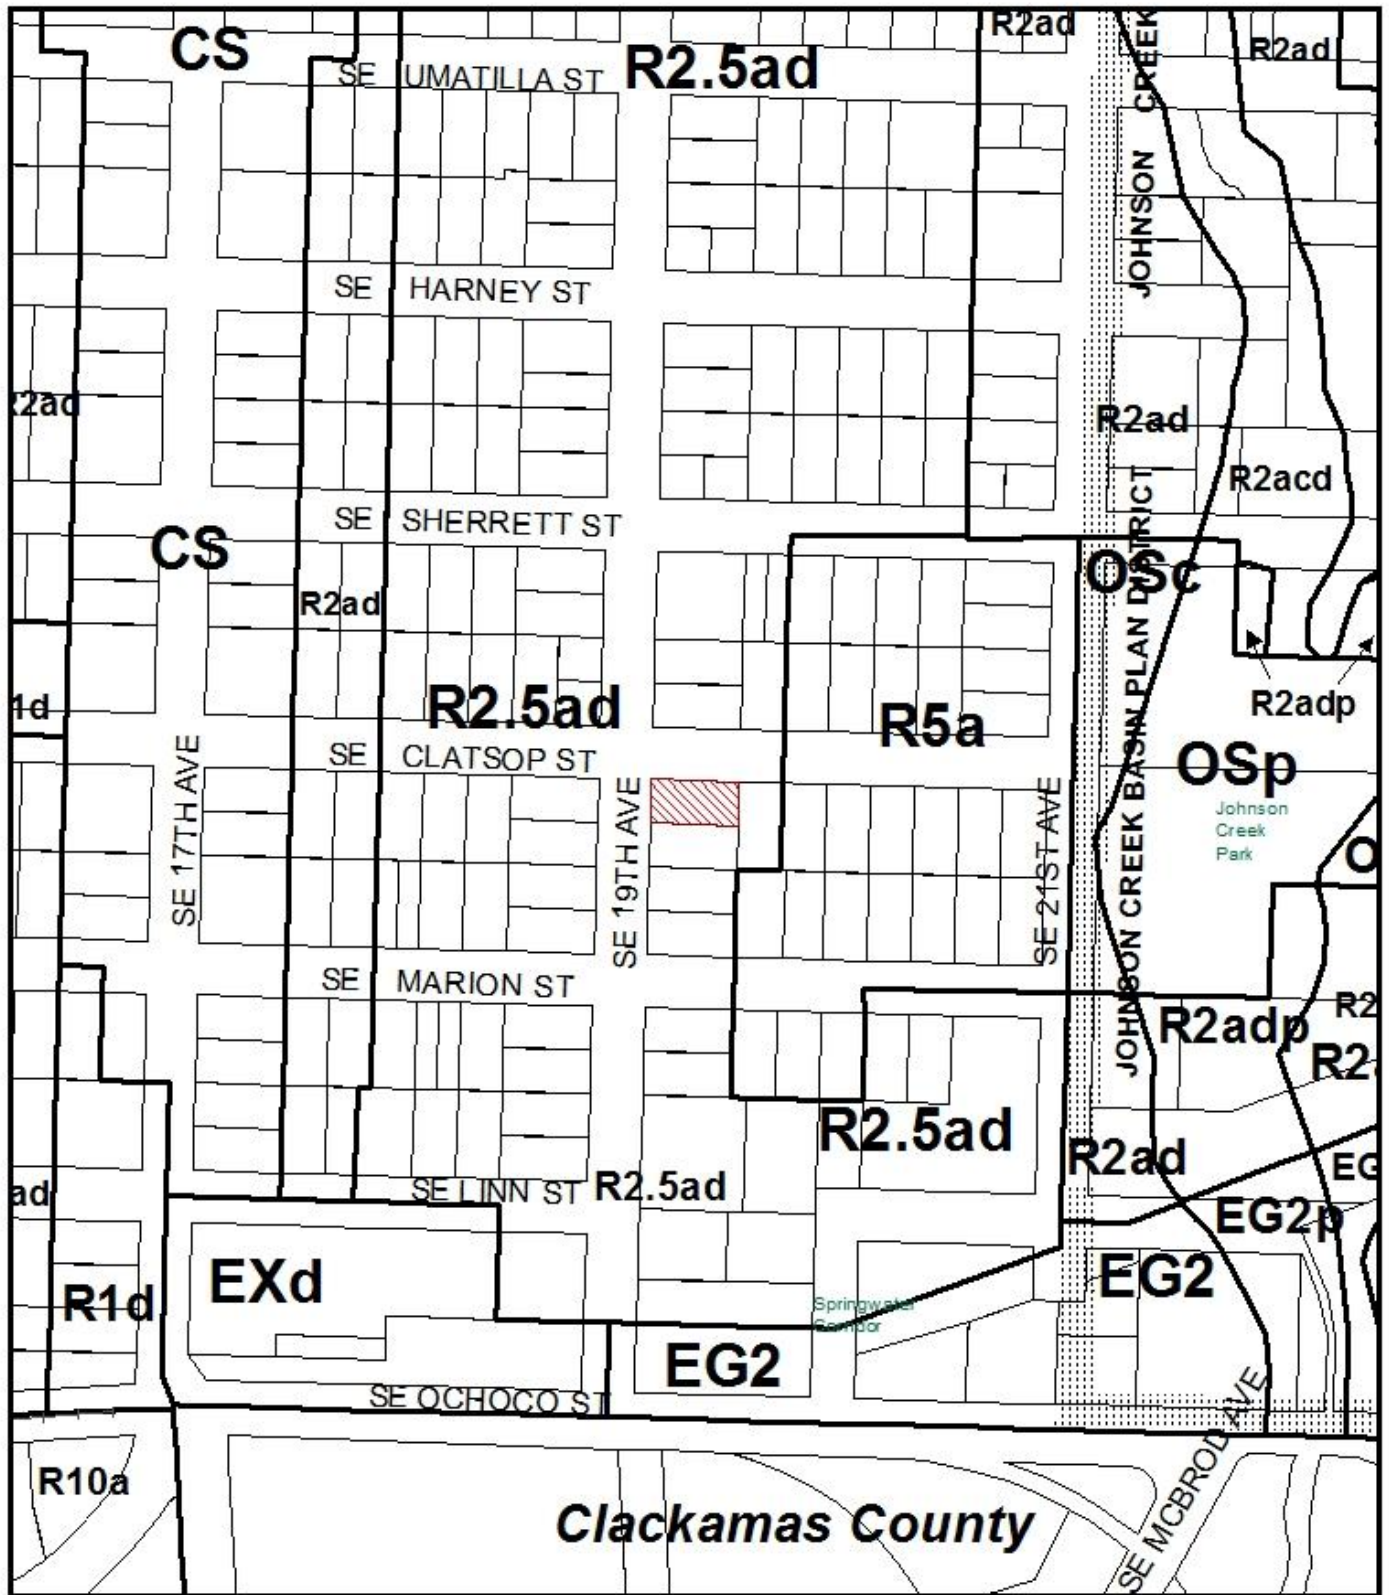 R2ad
CS
R2.5ad
R2ad
SE UMATILLA ST
JOHNSON CREEK
SE HARNEY ST
R2ad
R2ad
R2acd
SE SHERRETT ST
CS
OSc
R2ad
R2adp
1d
R2.5ad
R5a
SE CLATSOP ST
OSp
Johnson
Creek
Park
SE 17TH AVE
SE 19TH AVE
SE 21ST AVE
JOHNSON CREEK BASIN PLAN DISTRICT
SE MARION ST
R2adp
R2.5ad
R2ad
SE LINN ST
R2.5ad
EG2p
EXd
EG2
R1d
Springwater
Corridor
EG2
SE OCHOCO ST
R10a
Clackamas County
SE MCBROD AVE